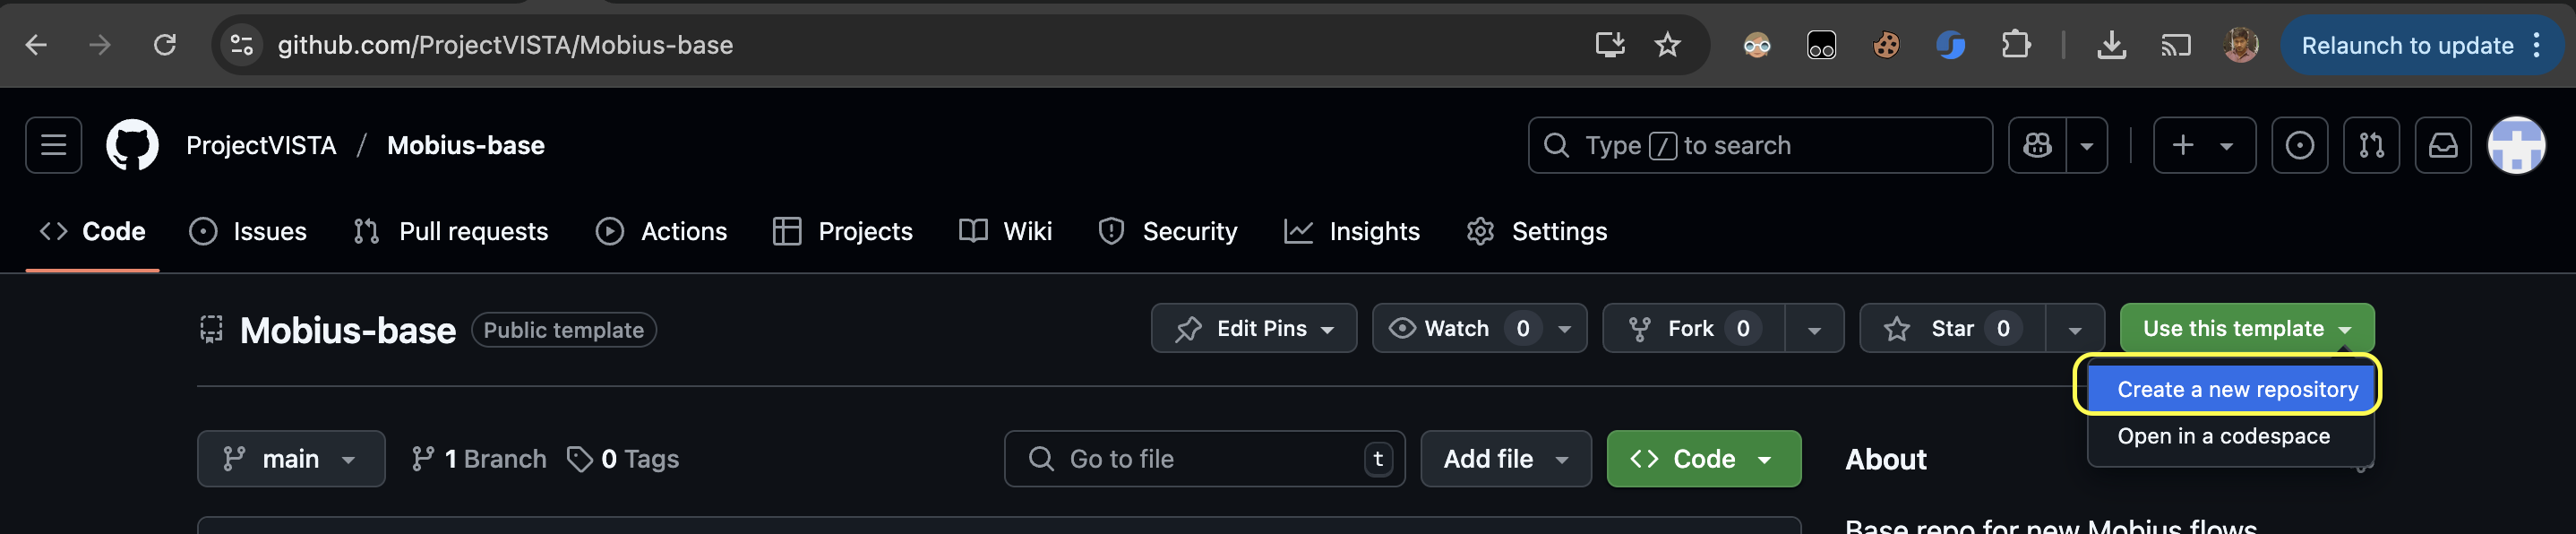 github.com/ProjectVISTA/Mobius-base
Relaunch to update
ProjectVISTA / Mobius-base
Type / to search
Code Issues Pull requests Actions Projects Wiki Security Insights Settings
Mobius-base Public template Edit Pins Watch 0 Fork 0 Star 0 Use this template
Create a new repository
Open in a codespace
main 1 Branch 0 Tags Go to file t Add file Code About
Base repo for new Mobius flows